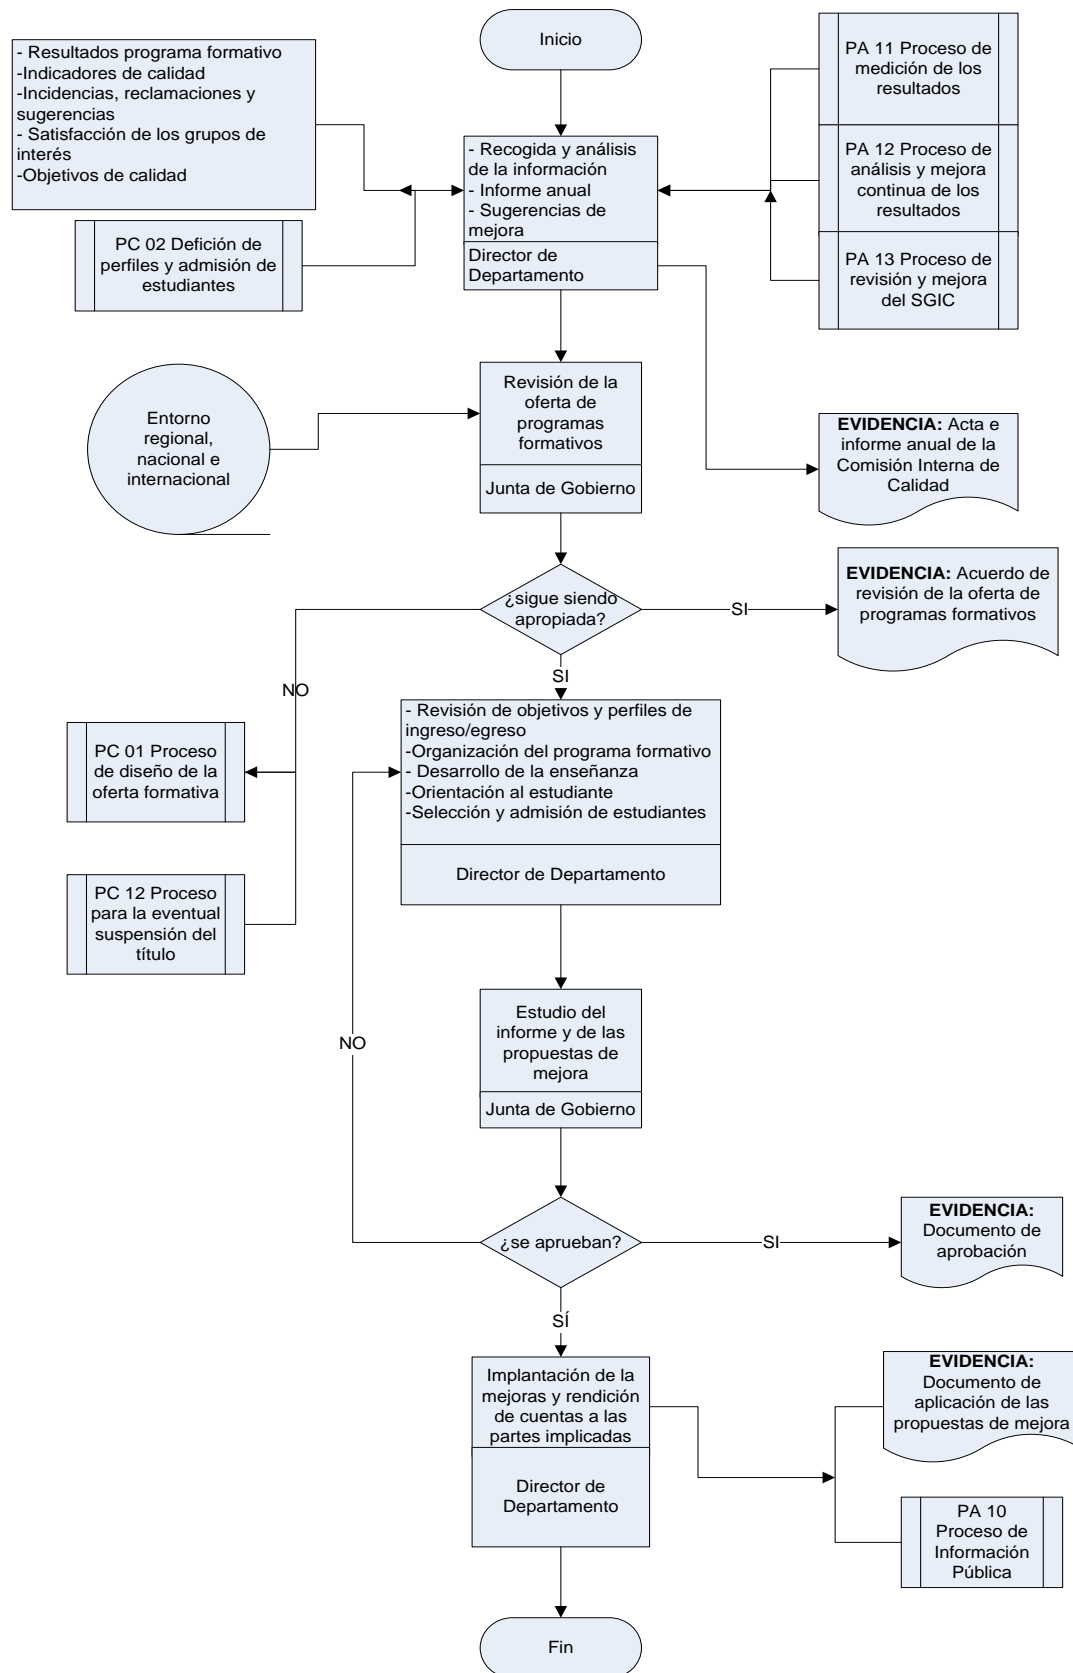 Inicio
- Resultados programa formativo
-Indicadores de calidad
-Incidencias, reclamaciones y
sugerencias
- Satisfacción de los grupos de
interés
-Objetivos de calidad
PA 11 Proceso de
medición de los
resultados
- Recogida y análisis
de la información
- Informe anual
- Sugerencias de
mejora
Director de
Departamento
PA 12 Proceso de
análisis y mejora
continua de los
resultados
PC 02 Defición de
perfiles y admisión de
estudiantes
PA 13 Proceso de
revisión y mejora
del SGIC
Revisión de la
oferta de
programas
formativos
Junta de Gobierno
Entorno
regional,
nacional e
internacional
EVIDENCIA: Acta e
informe anual de la
Comisión Interna de
Calidad
¿sigue siendo
apropiada?
SI
EVIDENCIA: Acuerdo de
revisión de la oferta de
programas formativos
SI
NO
- Revisión de objetivos y perfiles de
ingreso/egreso
-Organización del programa formativo
- Desarrollo de la enseñanza
-Orientación al estudiante
-Selección y admisión de estudiantes
Director de Departamento
PC 01 Proceso
de diseño de la
oferta formativa
PC 12 Proceso
para la eventual
suspensión del
título
Estudio del
informe y de las
propuestas de
mejora
Junta de Gobierno
NO
¿se aprueban?
SI
EVIDENCIA:
Documento de
aprobación
SÍ
Implantación de la
mejoras y rendición
de cuentas a las
partes implicadas
Director de
Departamento
EVIDENCIA:
Documento de
aplicación de las
propuestas de mejora
PA 10
Proceso de
Información
Pública
Fin